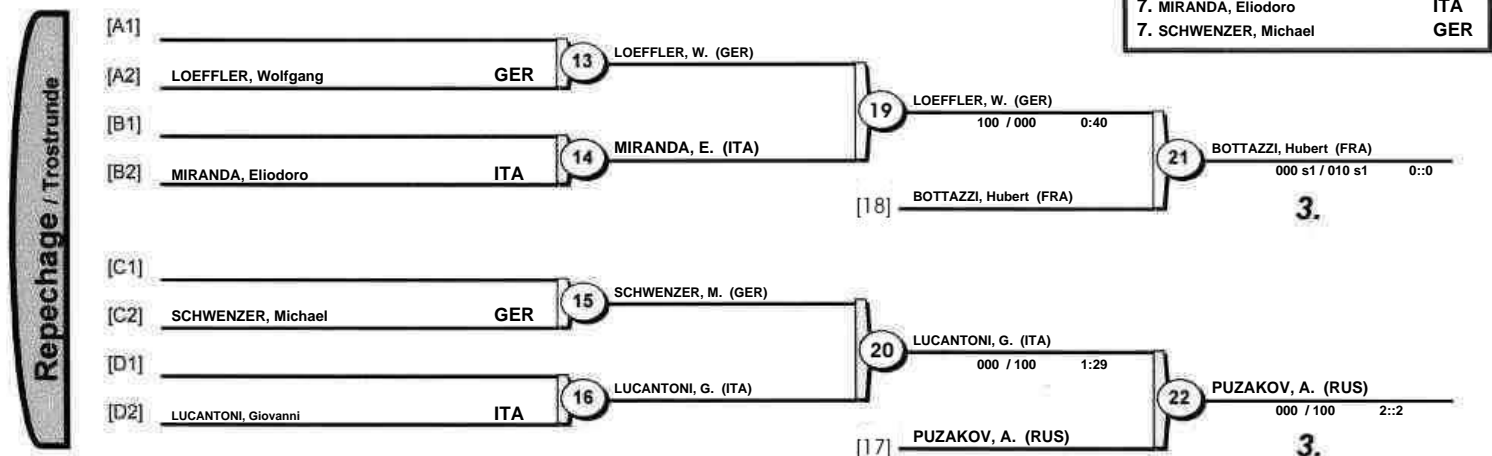 7. MIRANDA, Eliodoro ITA
7. SCHWENZER, Michael GER
Repechage / Trostrunde
[A1]
[A2] LOEFFLER, Wolfgang GER
13 LOEFFLER, W. (GER)
[B1]
[B2] MIRANDA, Eliodoro ITA
14 MIRANDA, E. (ITA)
19 LOEFFLER, W. (GER)
100 / 000 0:40
[18] BOTTAZZI, Hubert (FRA)
21 BOTTAZZI, Hubert (FRA)
000 s1 / 010 s1 0::0
3.
[C1]
[C2] SCHWENZER, Michael GER
15 SCHWENZER, M. (GER)
[D1]
[D2] LUCANTONI, Giovanni ITA
16 LUCANTONI, G. (ITA)
20 LUCANTONI, G. (ITA)
000 / 100 1:29
[17] PUZAKOV, A. (RUS)
22 PUZAKOV, A. (RUS)
000 / 100 2::2
3.